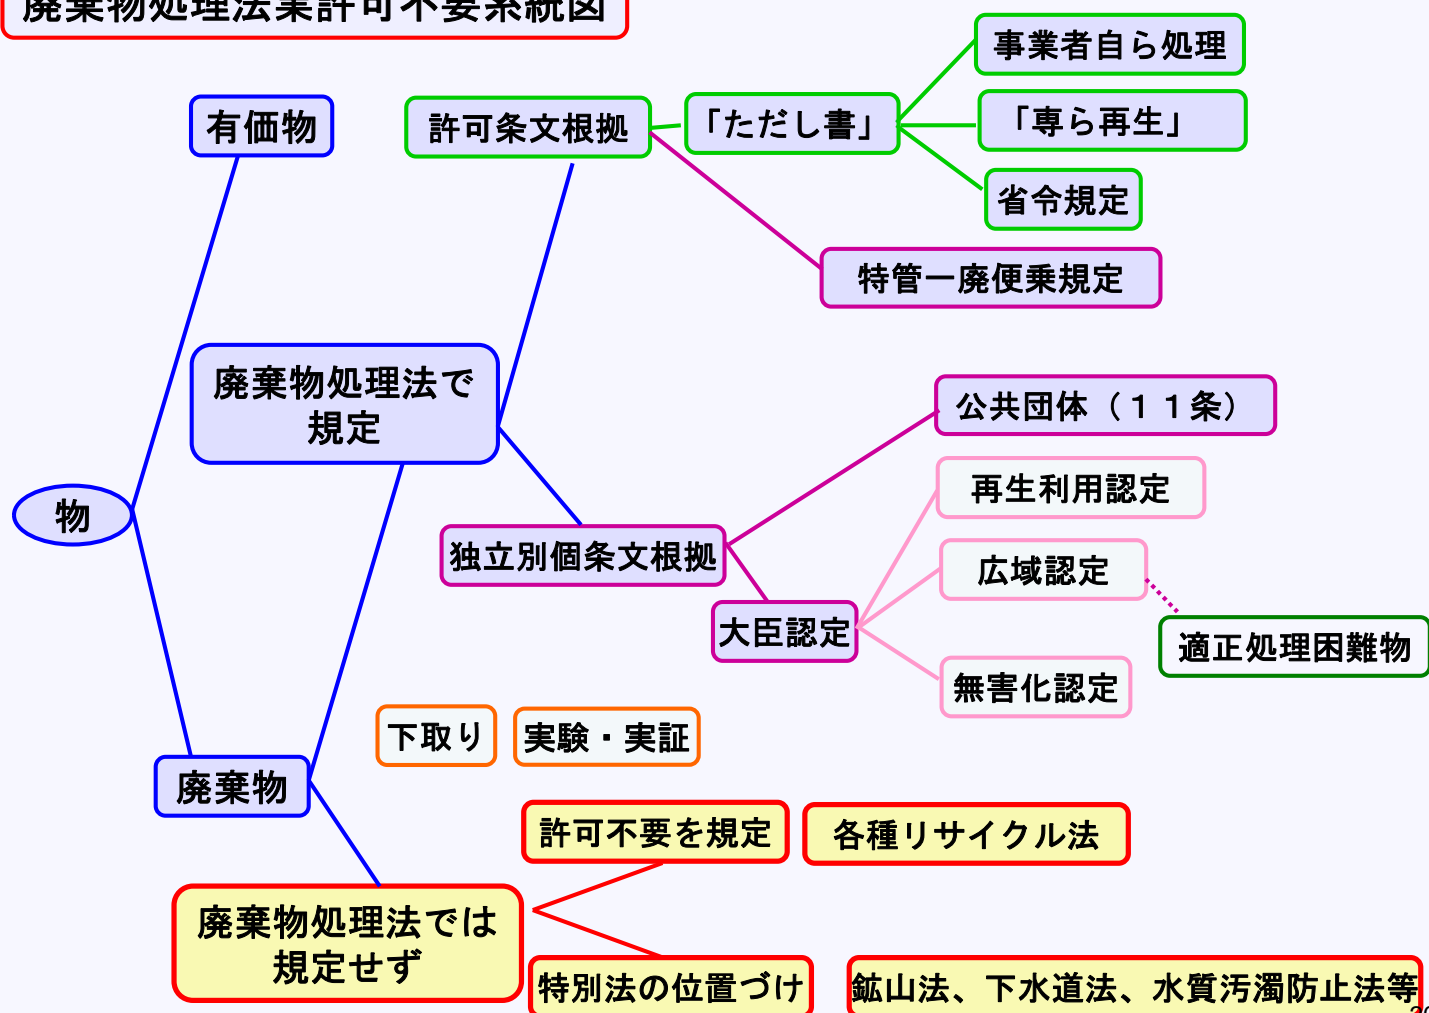 廃棄物処理法業許可不要系統図
事業者自ら処理
有価物
許可条文根拠
「ただし書」
「専ら再生」
省令規定
特管一廃便乗規定
廃棄物処理法で
規定
公共団体（１１条）
再生利用認定
物
独立別個条文根拠
広域認定
大臣認定
適正処理困難物
無害化認定
下取り
実験・実証
廃棄物
許可不要を規定
各種リサイクル法
廃棄物処理法では
規定せず
特別法の位置づけ
鉱山法、下水道法、水質汚濁防止法等